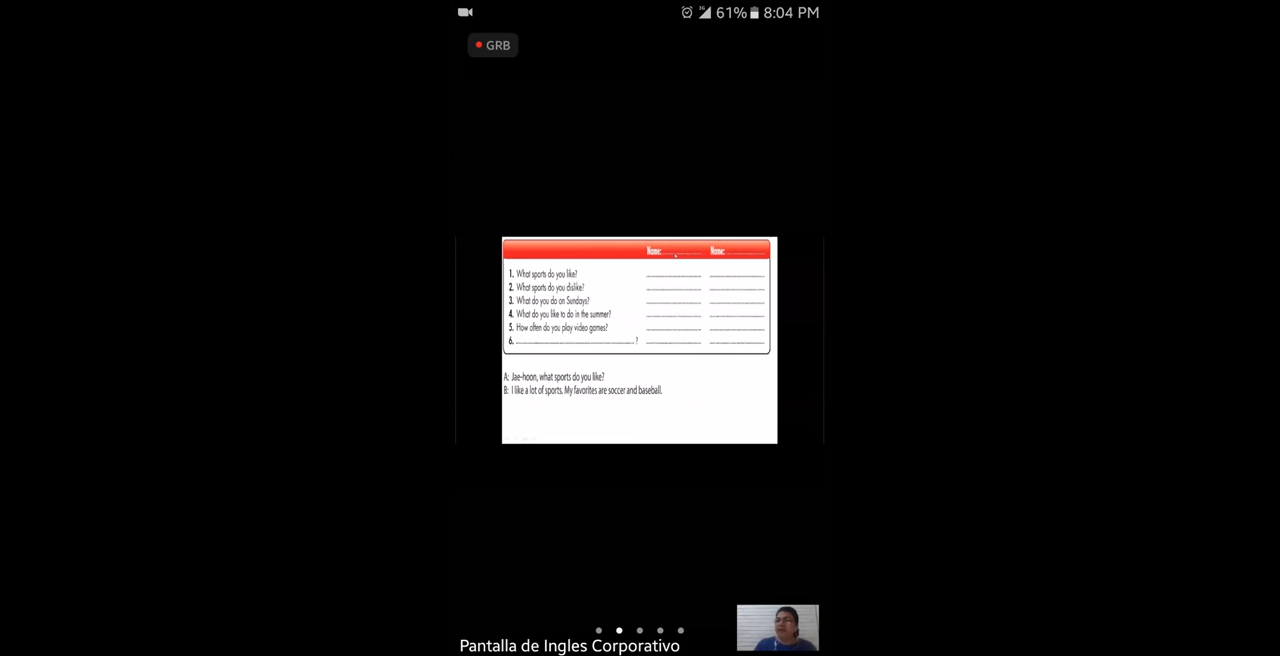 61% 8:04 PM
GRB
Name: Name:
1. What sports do you like?
2. What sports do you dislike?
3. What do you do on Sundays?
4. What do you like to do in the summer?
5. How often do you play video games?
6. ?
A: Jae-hoon, what sports do you like?
B: I like a lot of sports. My favorites are soccer and baseball.
Pantalla de Ingles Corporativo